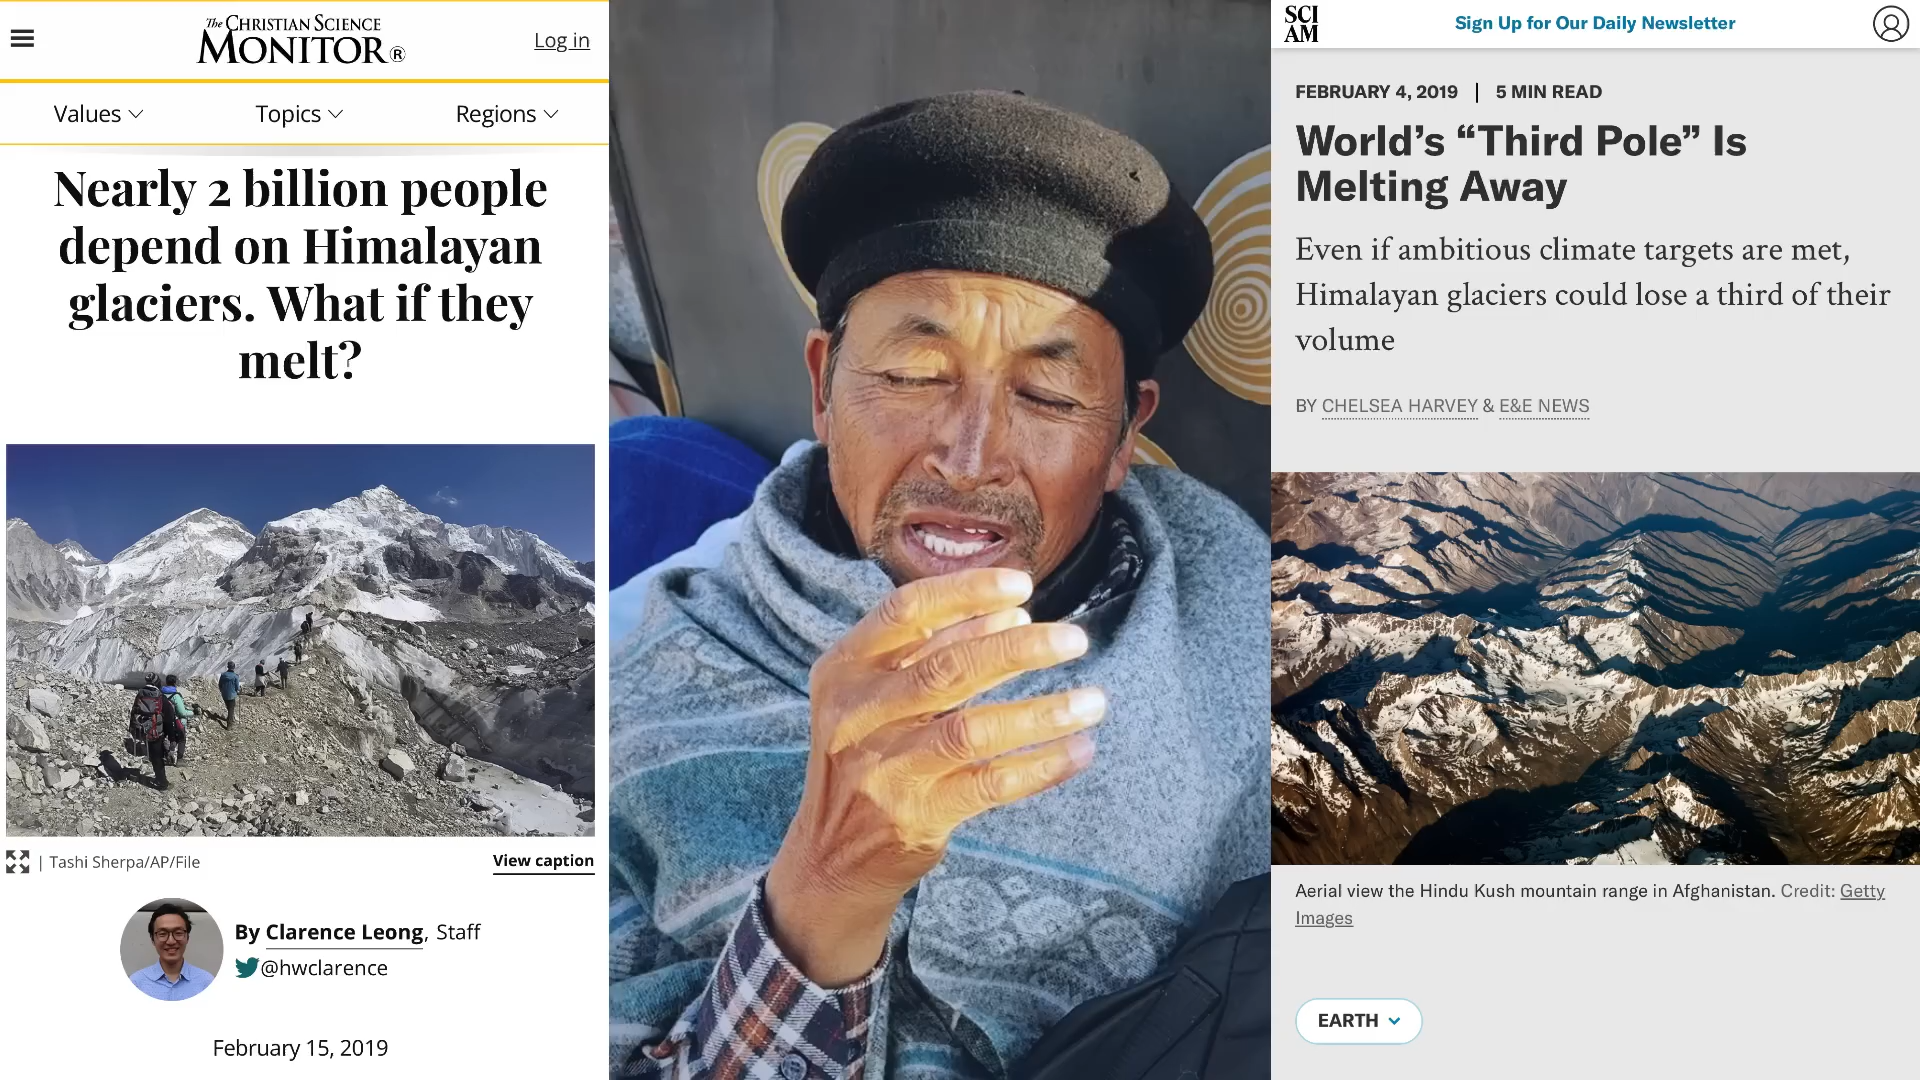 The CHRISTIAN SCIENCE
MONITOR®
Log in
Values
Topics
Regions
Nearly 2 billion people
depend on Himalayan
glaciers. What if they
melt?
| Tashi Sherpa/AP/File
View caption
By Clarence Leong, Staff
@hwclarence
February 15, 2019
SCI
AM
Sign Up for Our Daily Newsletter
FEBRUARY 4, 2019 | 5 MIN READ
World’s “Third Pole” Is
Melting Away
Even if ambitious climate targets are met,
Himalayan glaciers could lose a third of their
volume
BY CHELSEA HARVEY & E&E NEWS
Aerial view the Hindu Kush mountain range in Afghanistan. Credit: Getty
Images
EARTH